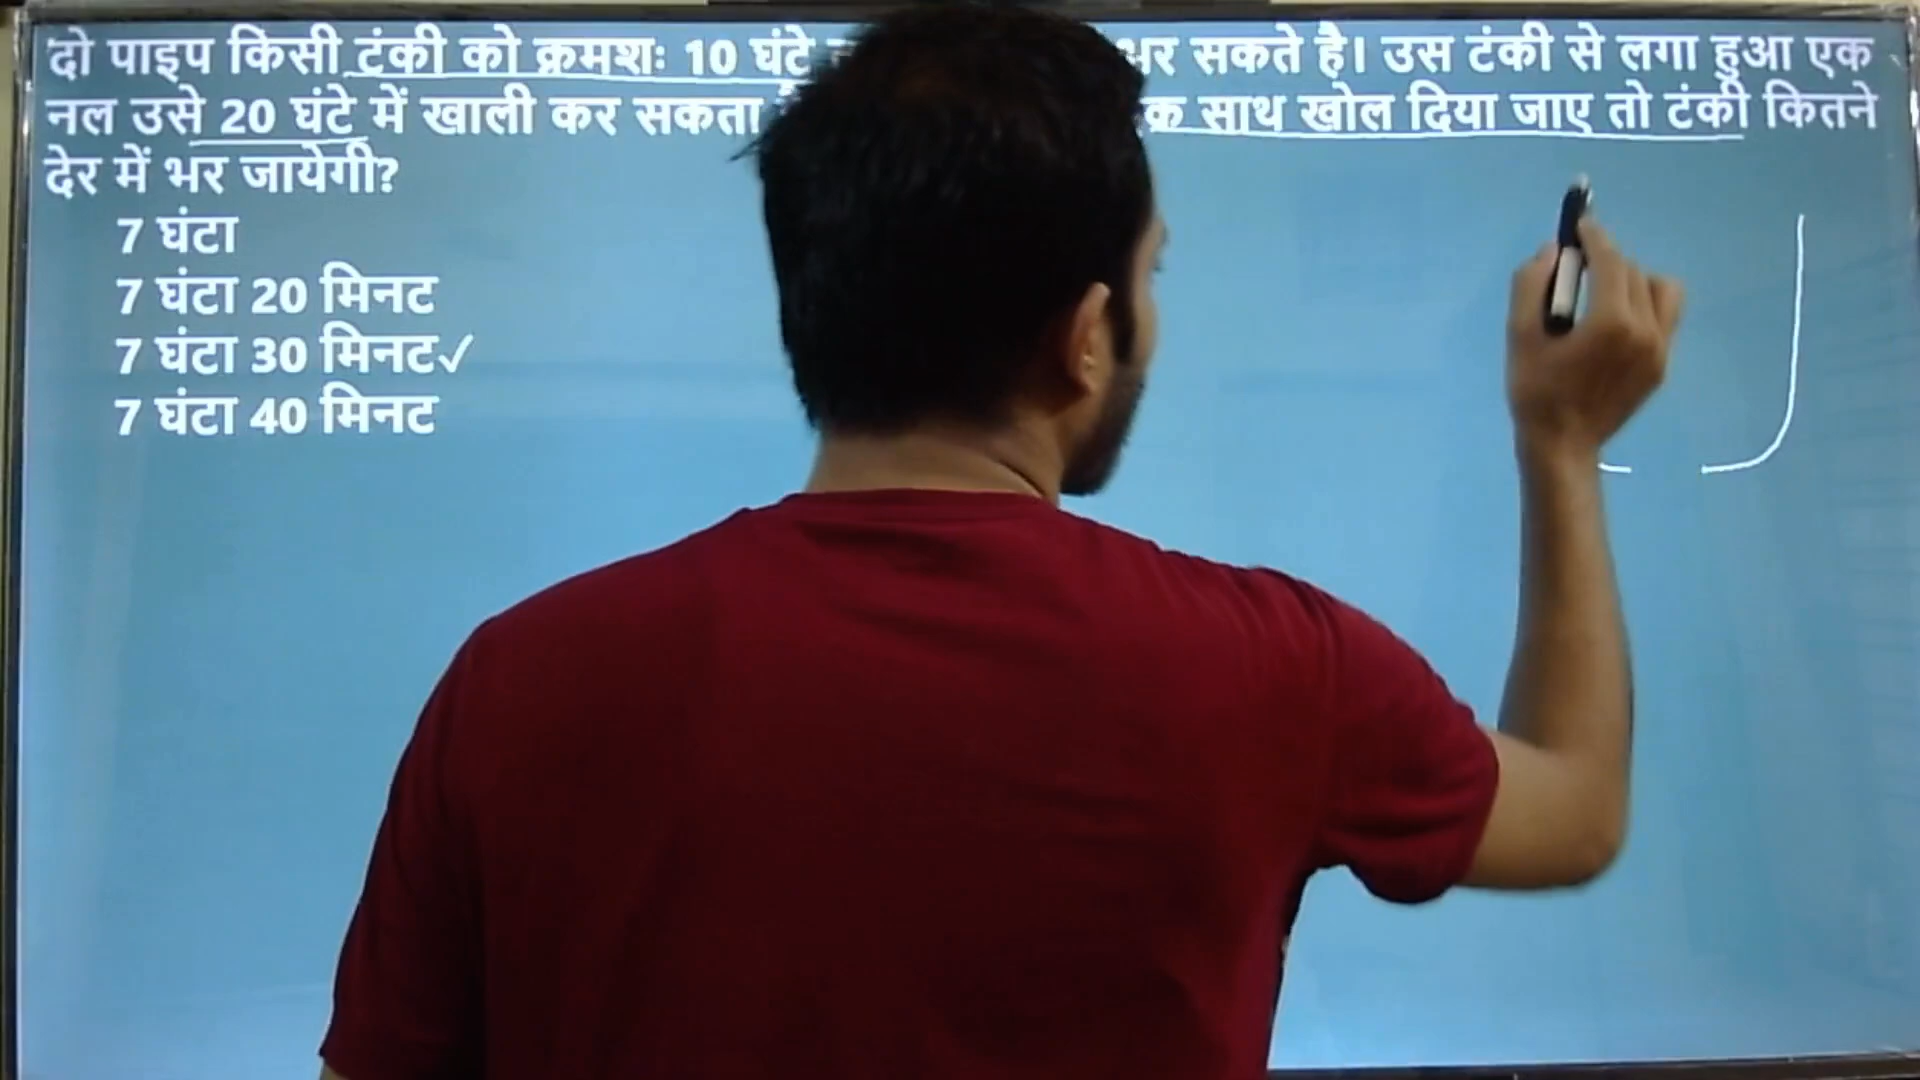 दो पाइप किसी टंकी को क्रमशः 10 घंटे भर सकते है। उस टंकी से लगा हुआ एक
नल उसे 20 घंटे में खाली कर सकता साथ खोल दिया जाए तो टंकी कितने
देर में भर जायेगी?
7 घंटा
7 घंटा 20 मिनट
7 घंटा 30 मिनट✓
7 घंटा 40 मिनट